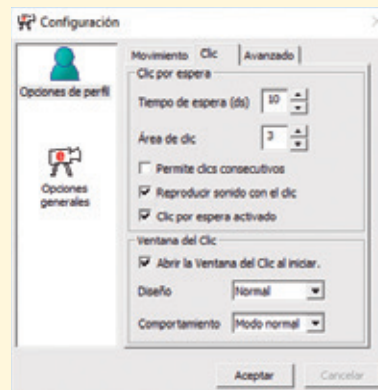 Configuración
Opciones de perfil
Opciones
generales
Movimiento Clic Avanzado
Clic por espera
Tiempo de espera (ds) 10
Área de clic 3
Permite clics consecutivos
Reproducir sonido con el clic
Clic por espera activado
Ventana del Clic
Abrir la Ventana del Clic al iniciar.
Diseño Normal
Comportamiento Modo normal
Aceptar Cancelar